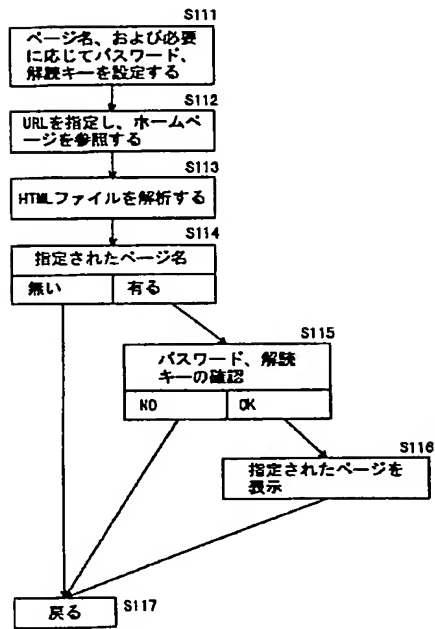 S111
ページ名、および必要
に応じてパスワード、
解読キーを設定する
S112
URLを指定し、ホームペ
ージを参照する
S113
HTMLファイルを解析する
S114
指定されたページ名
無い 有る
S115
パスワード、解読
キーの確認
NO OK
S116
指定されたページを
表示
戻る S117